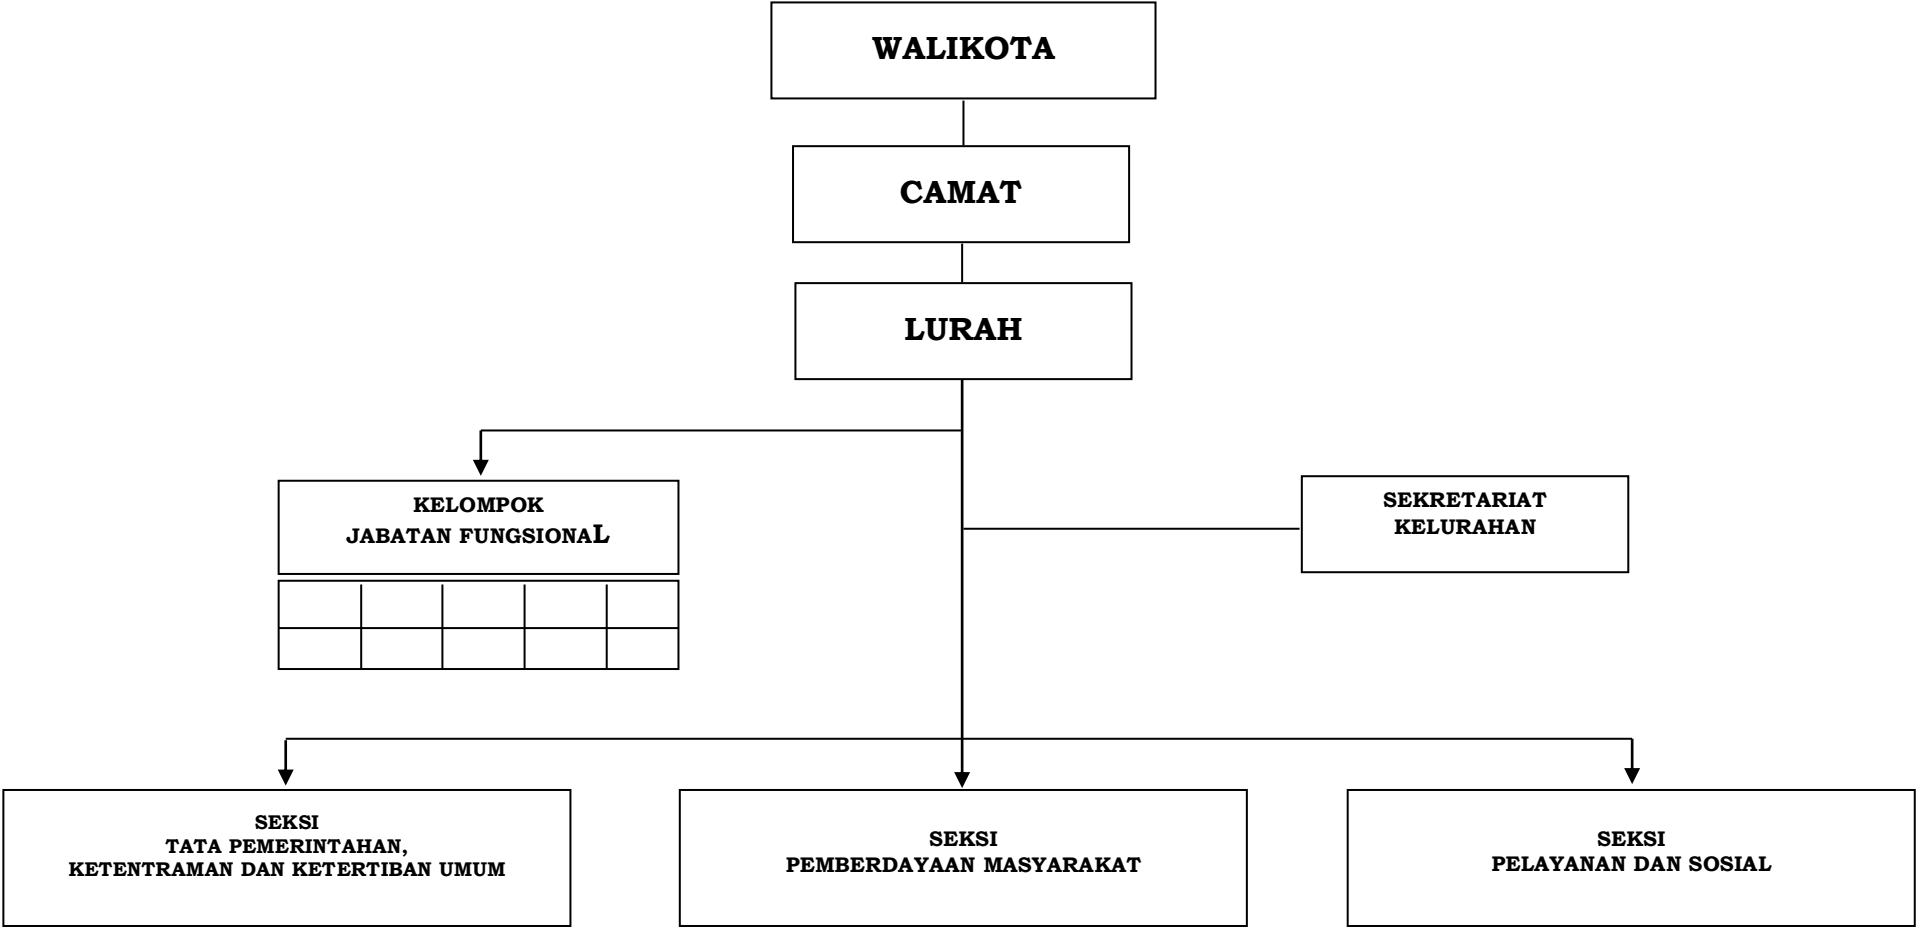 WALIKOTA
CAMAT
LURAH
KELOMPOK
JABATAN FUNGSIONAL
SEKRETARIAT
KELURAHAN
SEKSI
TATA PEMERINTAHAN,
KETENTRAMAN DAN KETERTIBAN UMUM
SEKSI
PEMBERDAYAAN MASYARAKAT
SEKSI
PELAYANAN DAN SOSIAL